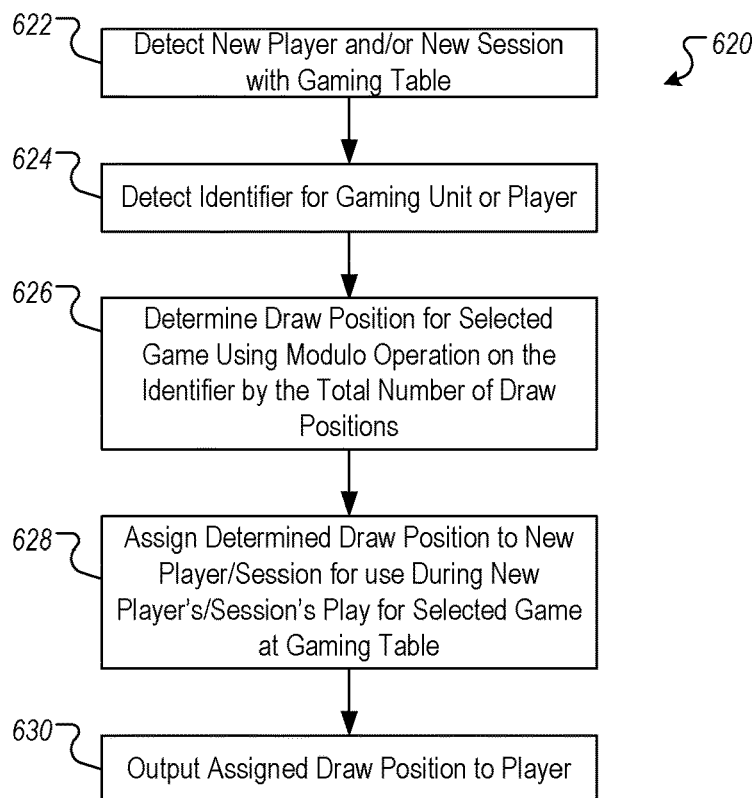 622
Detect New Player and/or New Session
with Gaming Table
620
624
Detect Identifier for Gaming Unit or Player
626
Determine Draw Position for Selected
Game Using Modulo Operation on the
Identifier by the Total Number of Draw
Positions
628
Assign Determined Draw Position to New
Player/Session for use During New
Player's/Session's Play for Selected Game
at Gaming Table
630
Output Assigned Draw Position to Player